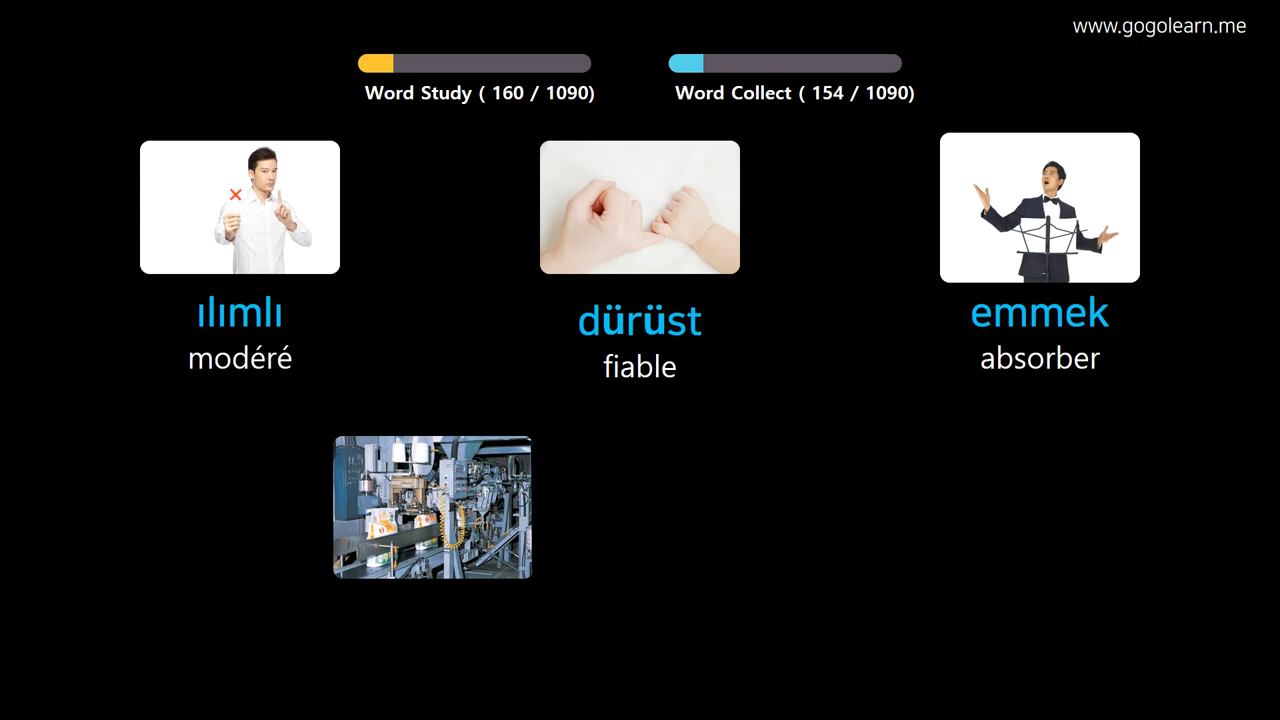 www.gogolearn.me
Word Study ( 160 / 1090)
Word Collect ( 154 / 1090)
ılımlı
modéré
dürüst
fiable
emmek
absorber